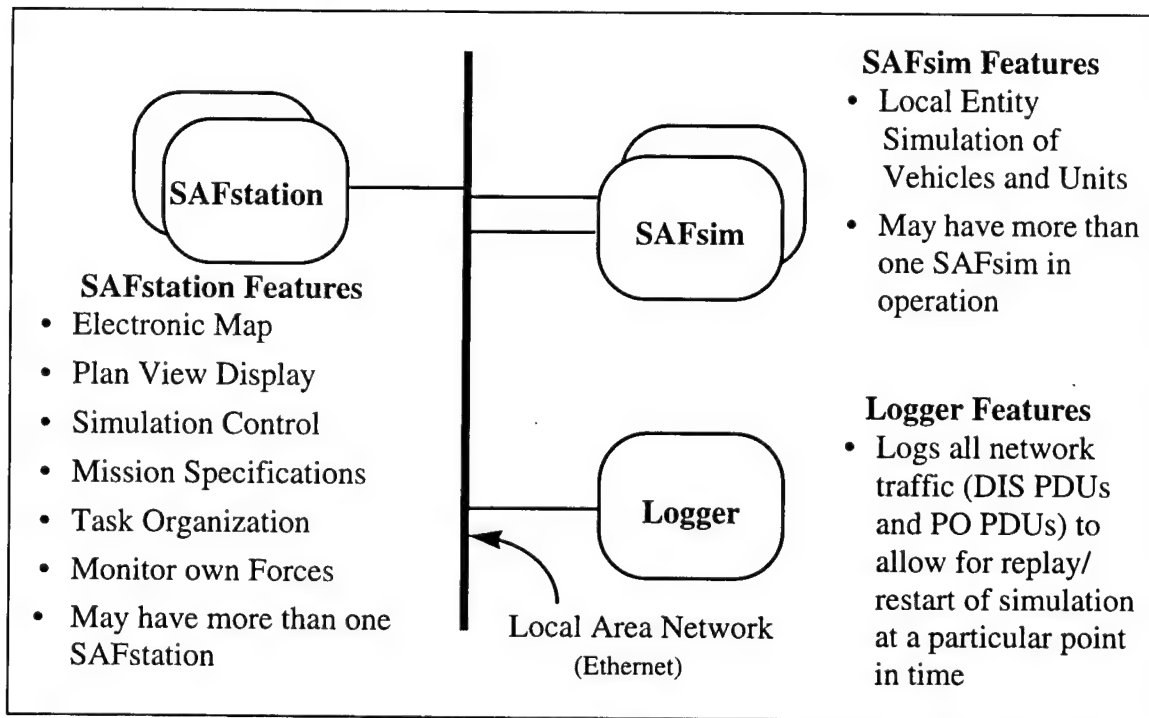 SAFstation
SAFstation Features
• Electronic Map
• Plan View Display
• Simulation Control
• Mission Specifications
• Task Organization
• Monitor own Forces
• May have more than one
SAFstation
SAFsim
Logger
Local Area Network
(Ethernet)
SAFsim Features
• Local Entity
Simulation of
Vehicles and Units
• May have more than
one SAFsim in
operation
Logger Features
• Logs all network
traffic (DIS PDUs
and PO PDUs) to
allow for replay/
restart of simulation
at a particular point
in time